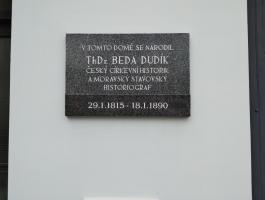 V TOMTO DOMĚ SE NARODIL
ThDr BEDA DUDÍK
ČESKÝ CÍRKEVNÍ HISTORIK
A MORAVSKÝ STAVOVSKÝ
HISTORIOGRAF
29.1.1815 - 18.1.1890